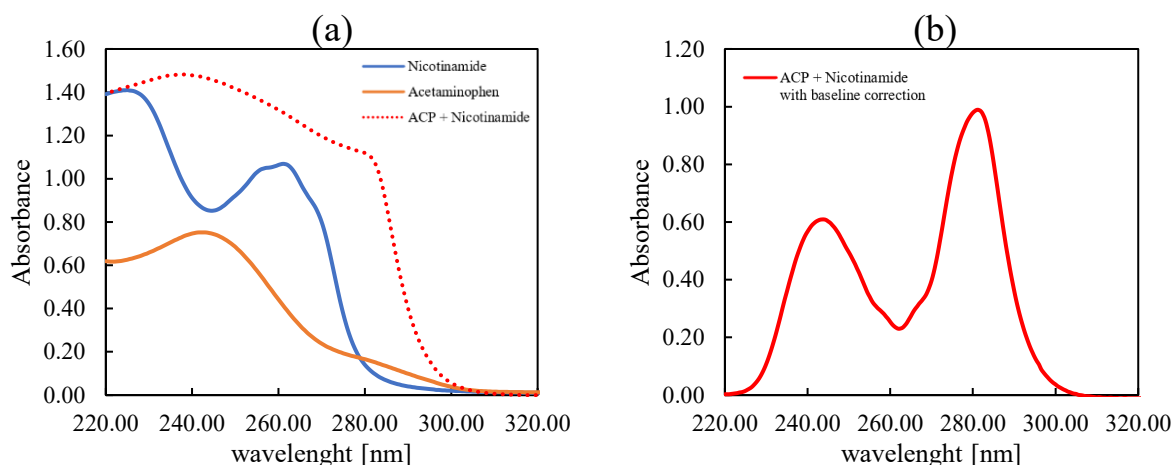 (a)
1.60
1.40
1.20
1.00
0.80
0.60
0.40
0.20
0.00
Absorbance
Nicotinamide
Acetaminophen
ACP + Nicotinamide
220.00 240.00 260.00 280.00 300.00 320.00
wavelenght [nm]
(b)
1.20
1.00
0.80
0.60
0.40
0.20
0.00
Absorbance
ACP + Nicotinamide
with baseline correction
220.00 240.00 260.00 280.00 300.00 320.00
wavelenght [nm]